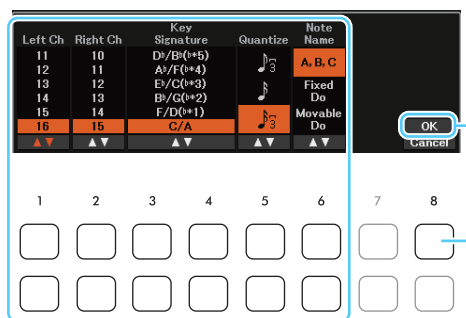 Key
Left Ch Right Ch Signature Quantize Note Name
11 10 D♭/B♭(♭*5) A, B, C
12 11 A♭/F(♭*4)
13 12 E♭/C(♭*3) Fixed Do
14 13 B♭/G(♭*2)
15 14 F/D(♭*1) Movable Do
16 15 C/A
OK
Cancel
1 2 3 4 5 6 7 8